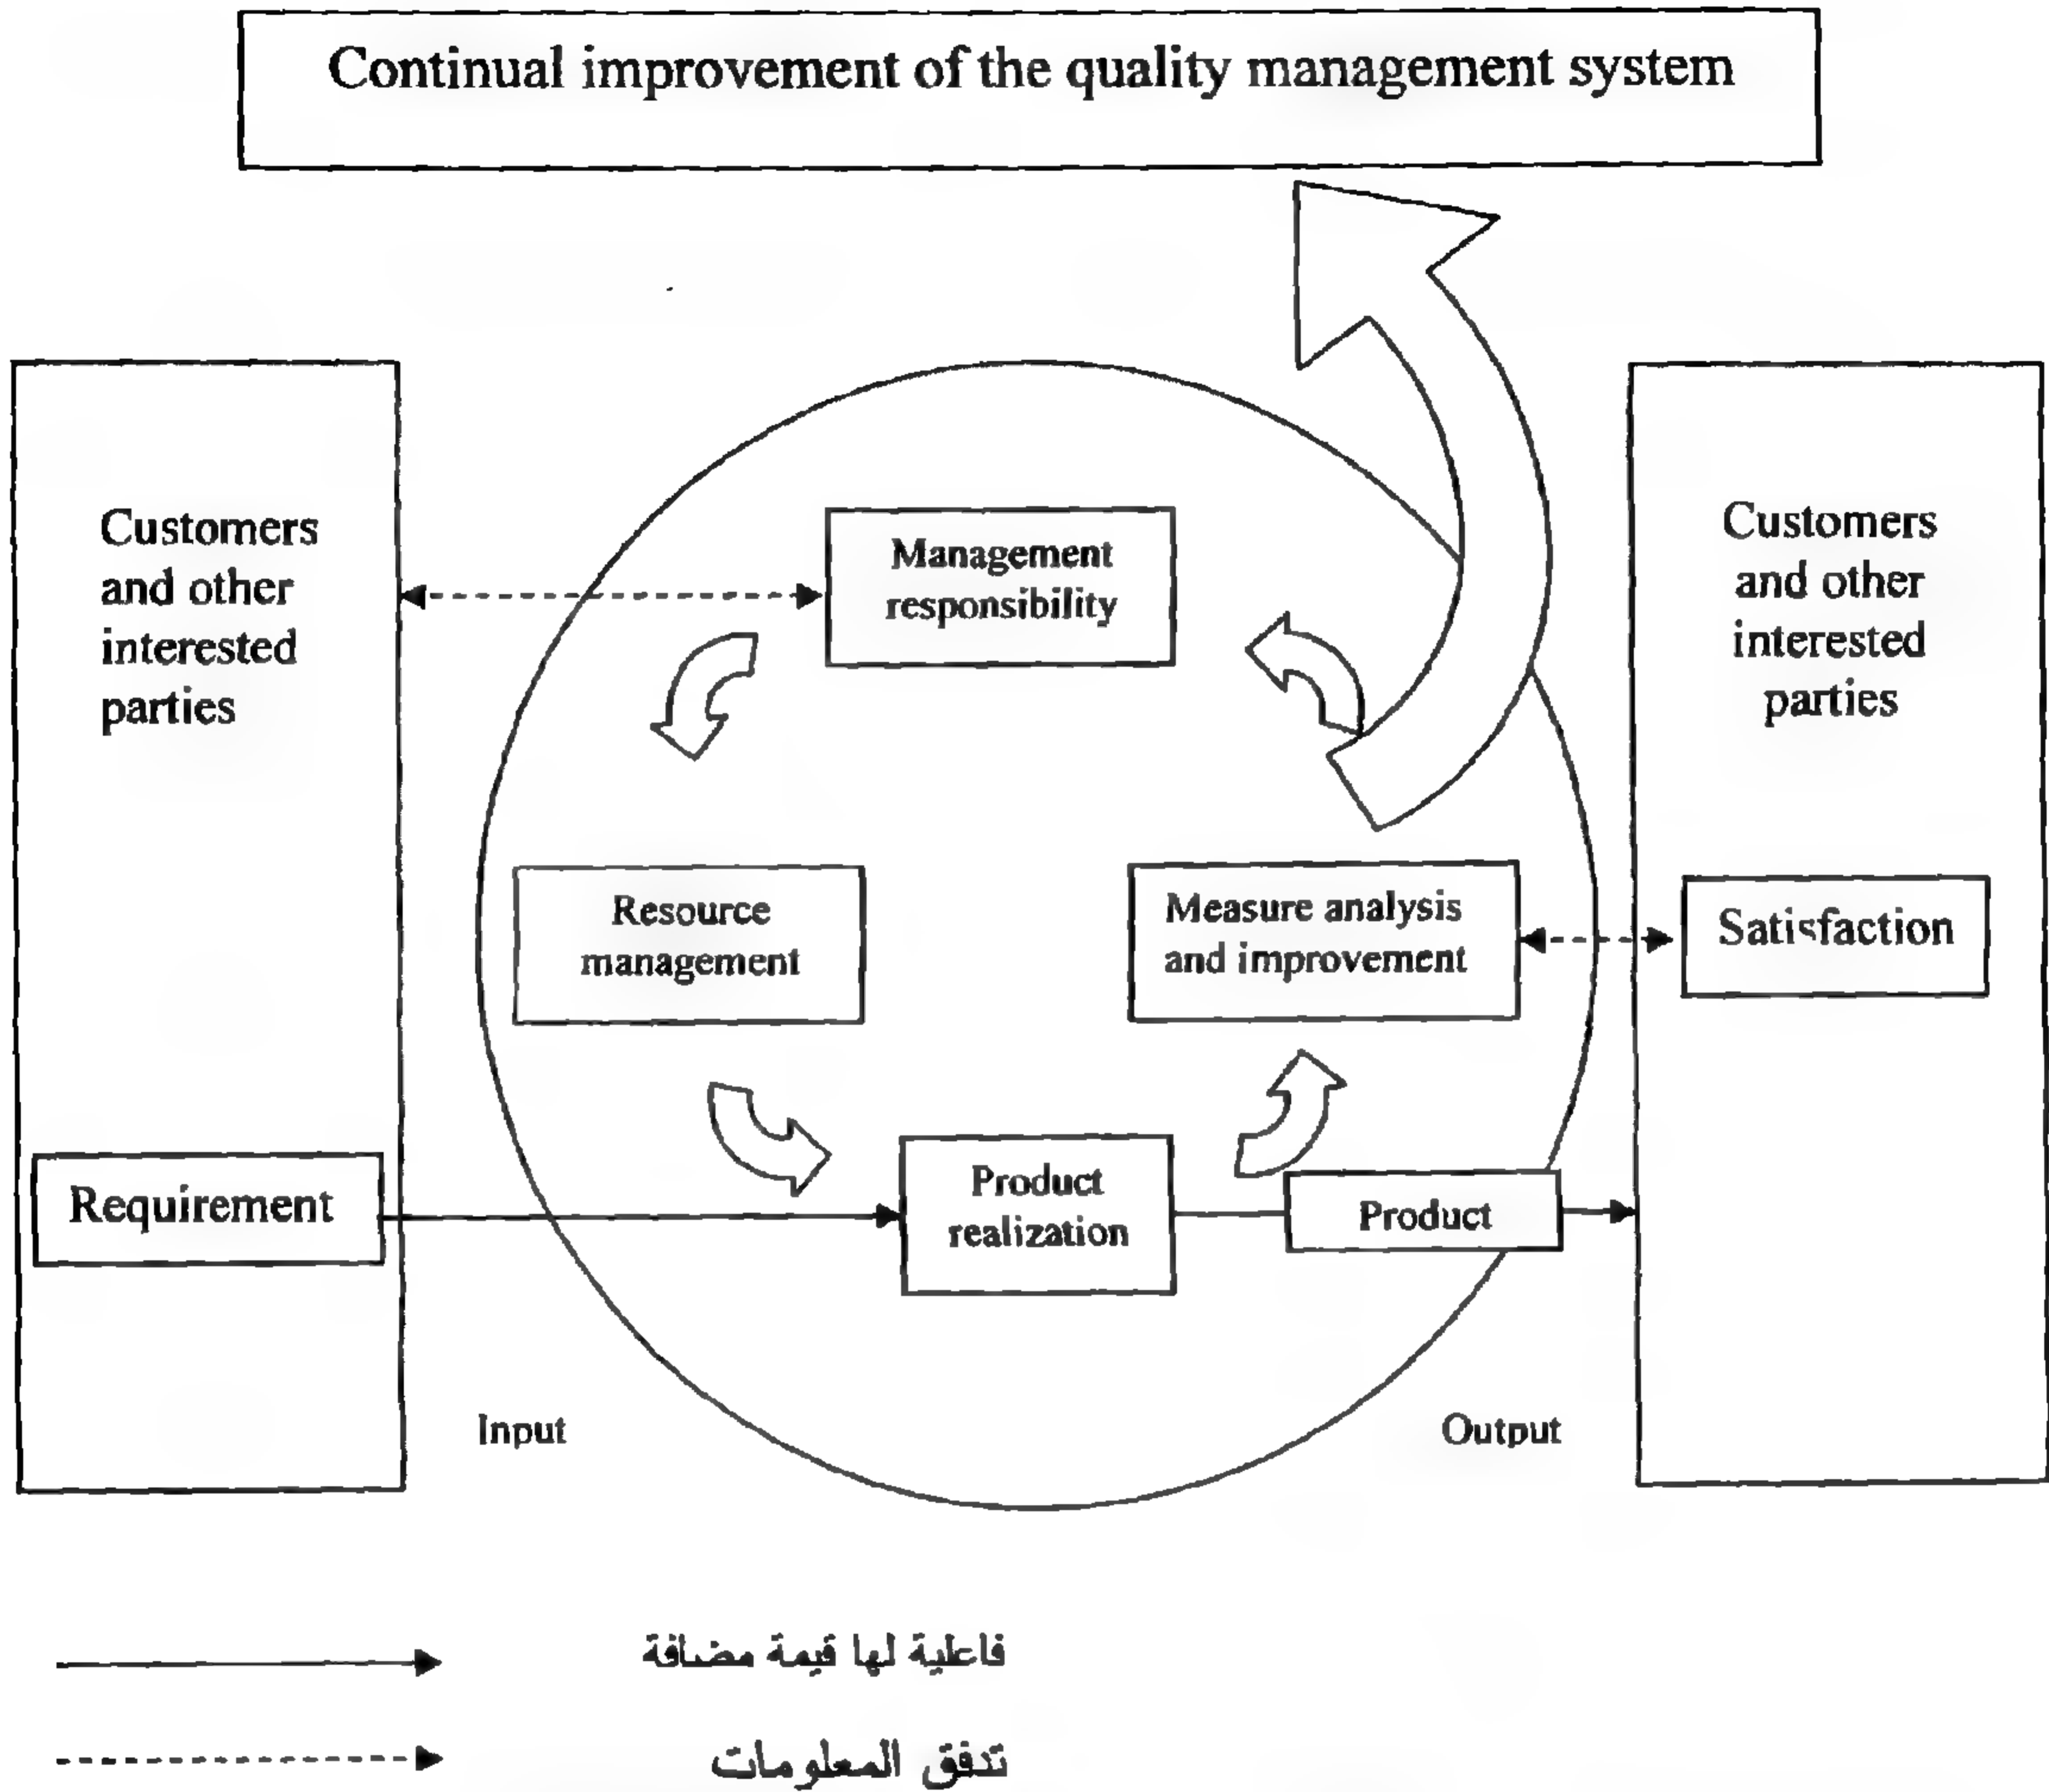 Continual improvement of the quality management system
Customers
and other
interested
parties
Management
responsibility
Customers
and other
interested
parties
Resource
management
Measure analysis
and improvement
Satisfaction
Requirement
Product
realization
Product
Input
Output
فاعلية لها قيمة مضافة
تدفق المعلومات